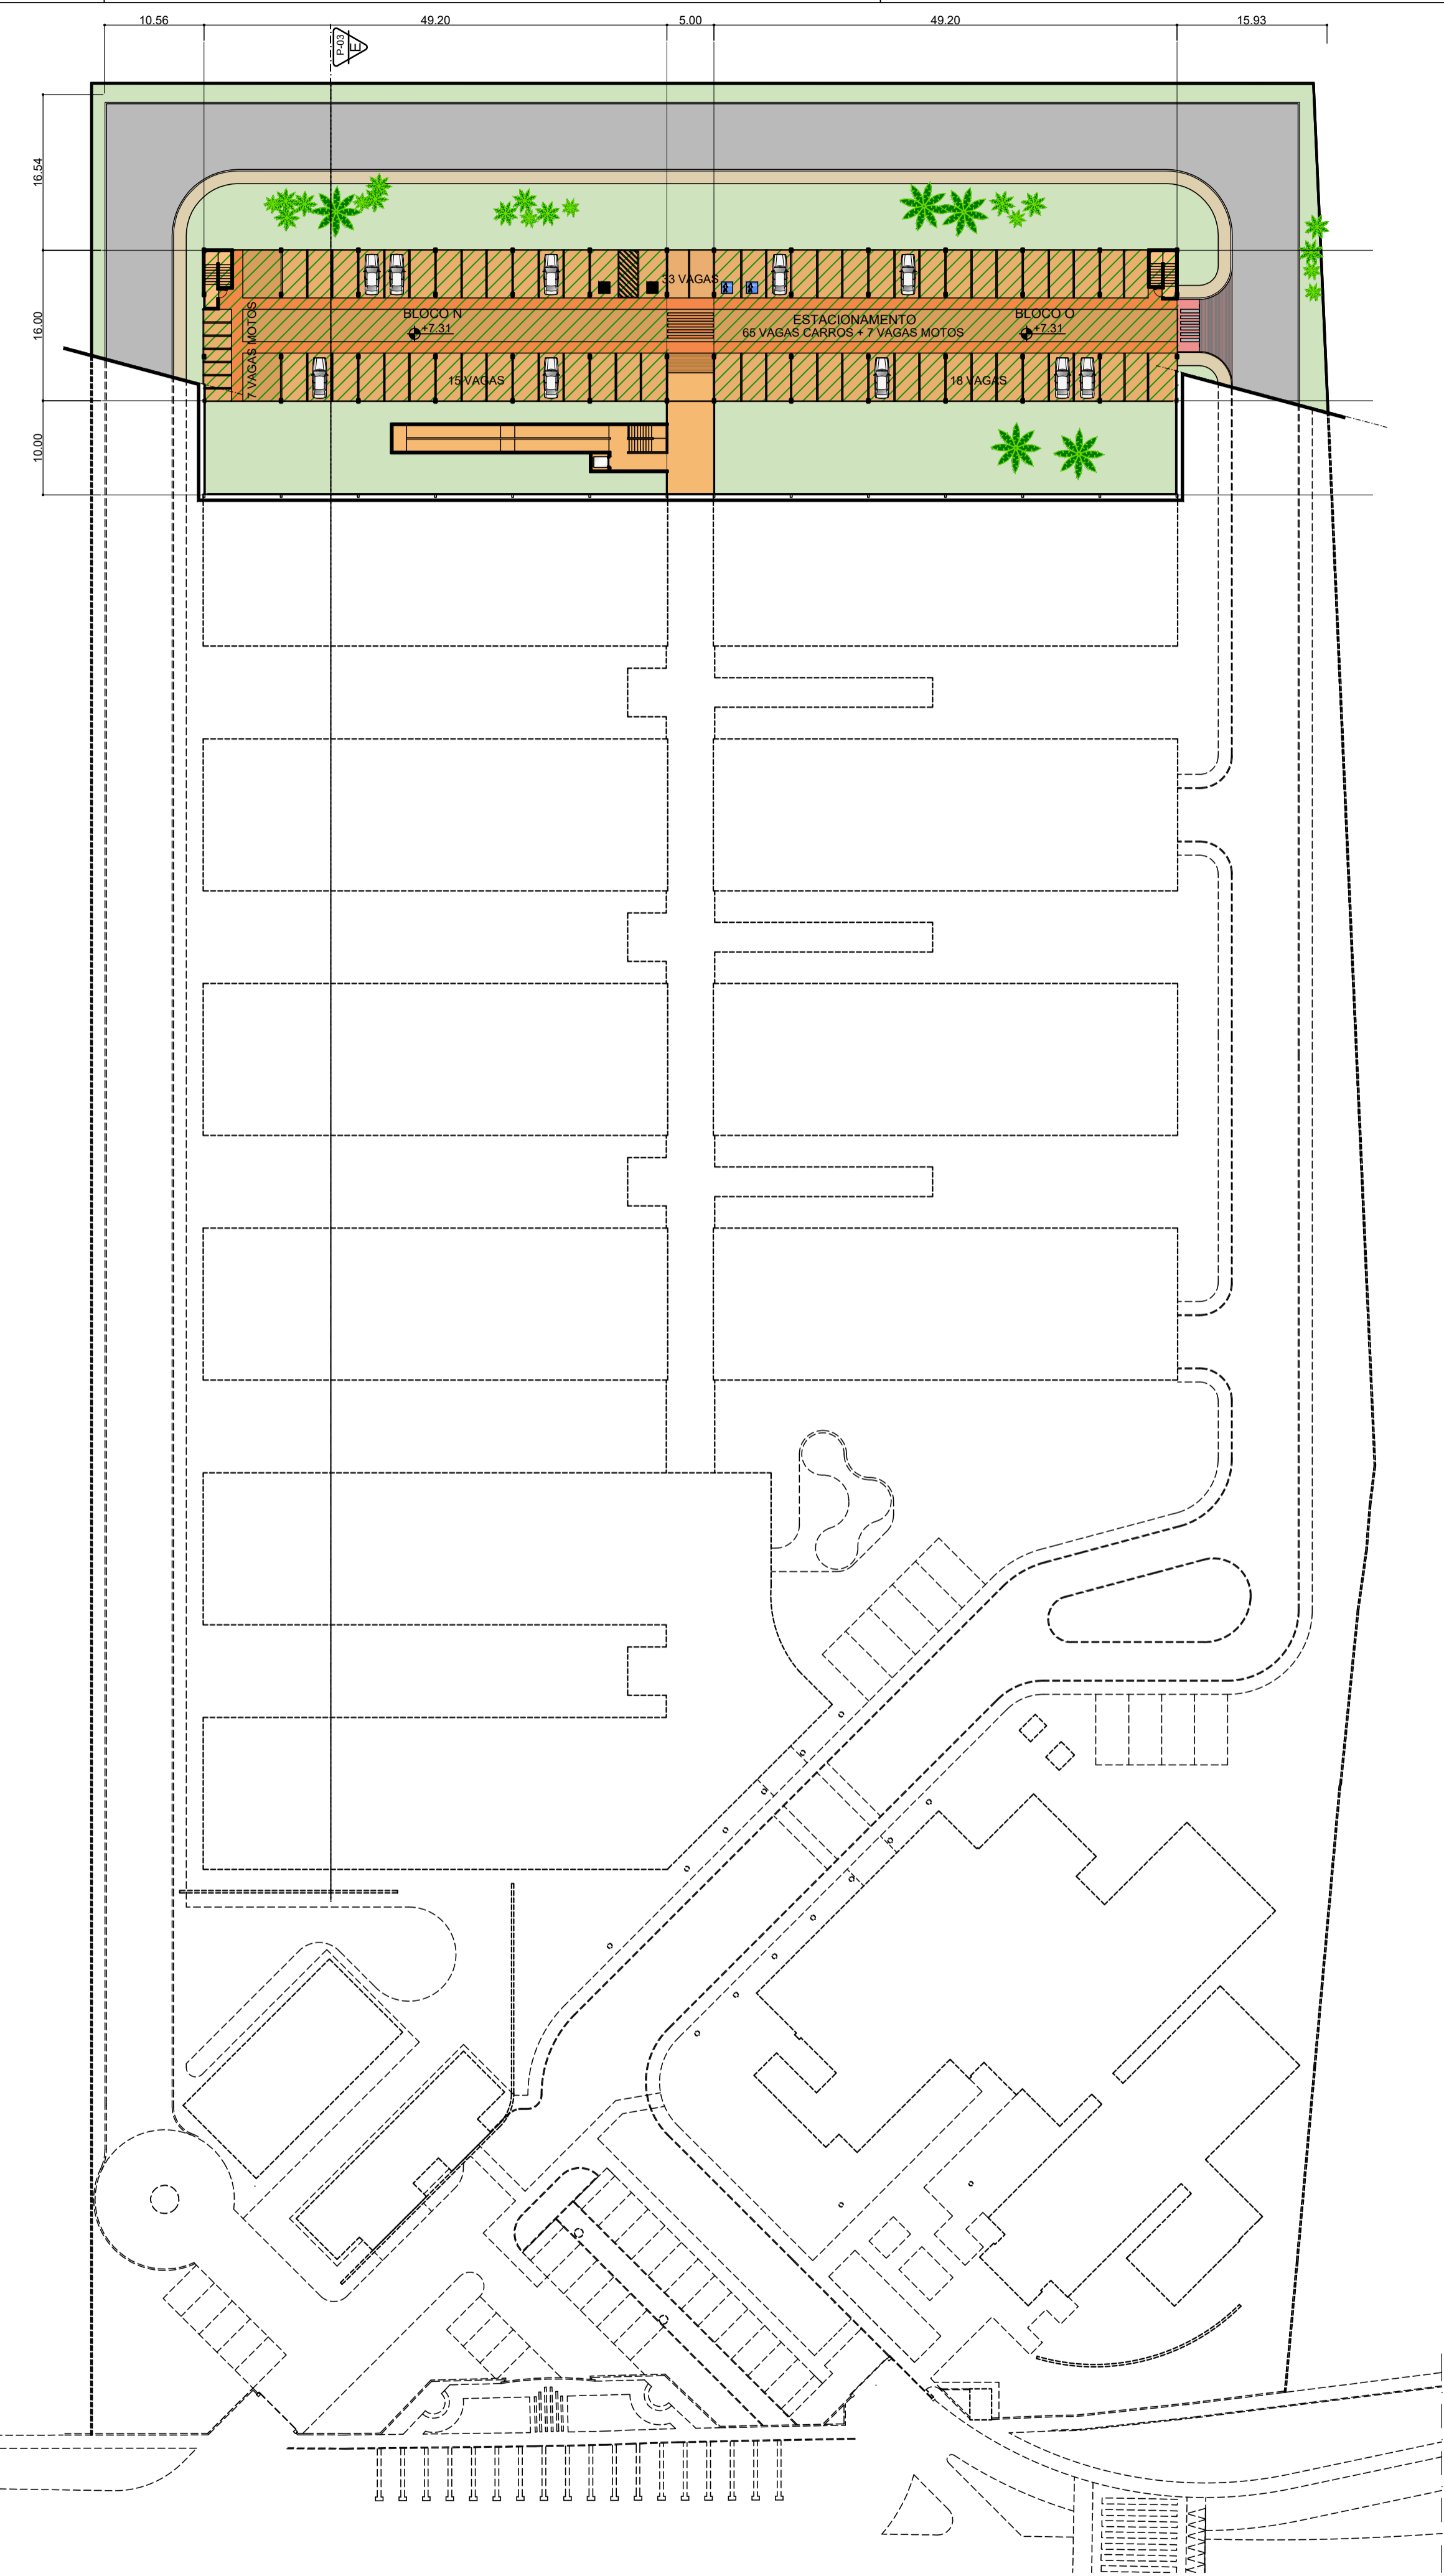 10.56
49.20
5.00
49.20
15.93
P-03
E
16.54
33 VAGAS
16.00
7 VAGAS MOTOS
BLOCO N
+7.31
ESTACIONAMENTO
65 VAGAS CARROS + 7 VAGAS MOTOS
BLOCO O
+7.31
15 VAGAS
18 VAGAS
10.00